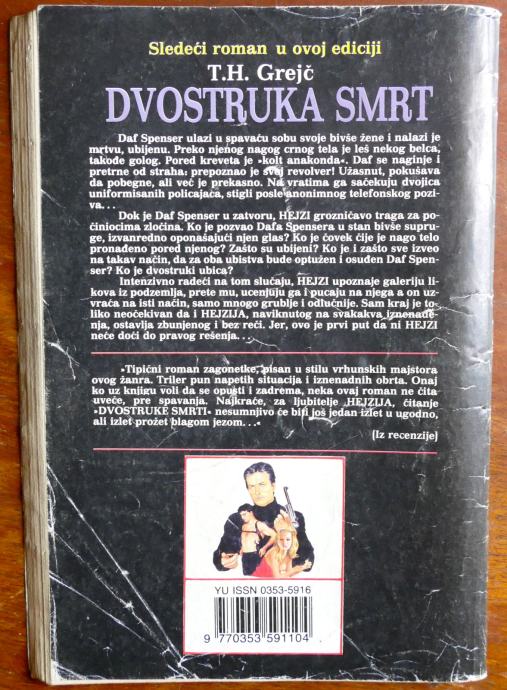 Sledeći roman u ovoj ediciji
T.H. Grejč
DVOSTRUKA SMRT
Daf Spenser ulazi u spavaću sobu svoje bivše žene i nalazi je
mrtvu, ubijenu. Preko njenog nagog crnog tela je leš nekog belca,
takođe golog. Pored kreveta je »kolt anakonda«. Daf se naginje i
pretrne od straha: prepoznao je svoj revolver! Užasnut, pokušava
da pobegne, ali već je prekasno. Na vratima ga sačekuju dvojica
uniformisanih policajaca, stigli posle anonimnog telefonskog pozi-
va. . .
Dok je Daf Spenser u zatvoru, HEJZI grozničavo traga za po-
činiocima zločina. Ko je pozvao Dafa Spensera u stan bivše supru-
ge, izvanredno oponašajući njen glas? Ko je čovek čije je nago telo
pronađeno pored njenog? Zašto su ubijeni? Ko je i zašto sve izveo
na takav način, da za oba ubistva bude optužen i osuđen Daf Spen-
ser? Ko je dvostruki ubica?
Intenzivno radeći na tom slučaju, HEJZI upoznaje galeriju li-
kova iz podzemlja, prete mu, ucenjuju ga i pucaju na njega a on uz-
vraća na isti način, samo mnogo grublje i odlučnije. Sam kraj je to-
liko neočekivan da i HEJZIJA, naviknutog na svakakva iznenađe-
nja, ostavlja zbunjenog i bez reči. Jer, ovo je prvi put da ni HEJZI
neće doći do pravog rešenja. . .
»Tipični roman zagonetke, pisan u stilu vrhunskih majstora
ovog žanra. Triler pun napetih situacija i iznenadnih obrta. Onaj
ko uz knjigu voli da se opusti i zadrema, neka ovaj roman ne čita
uveče, pre spavanja. Najkraće, za ljubitelje HEJZIJA, čitanje
»DVOSTRUKE SMRTI« nesumnjivo će biti još jedan izlet u ugodno,
ali izlet prožet blagom jezom. . .«
(Iz recenzije)
YU ISSN 0353-5916
9 770353 591104